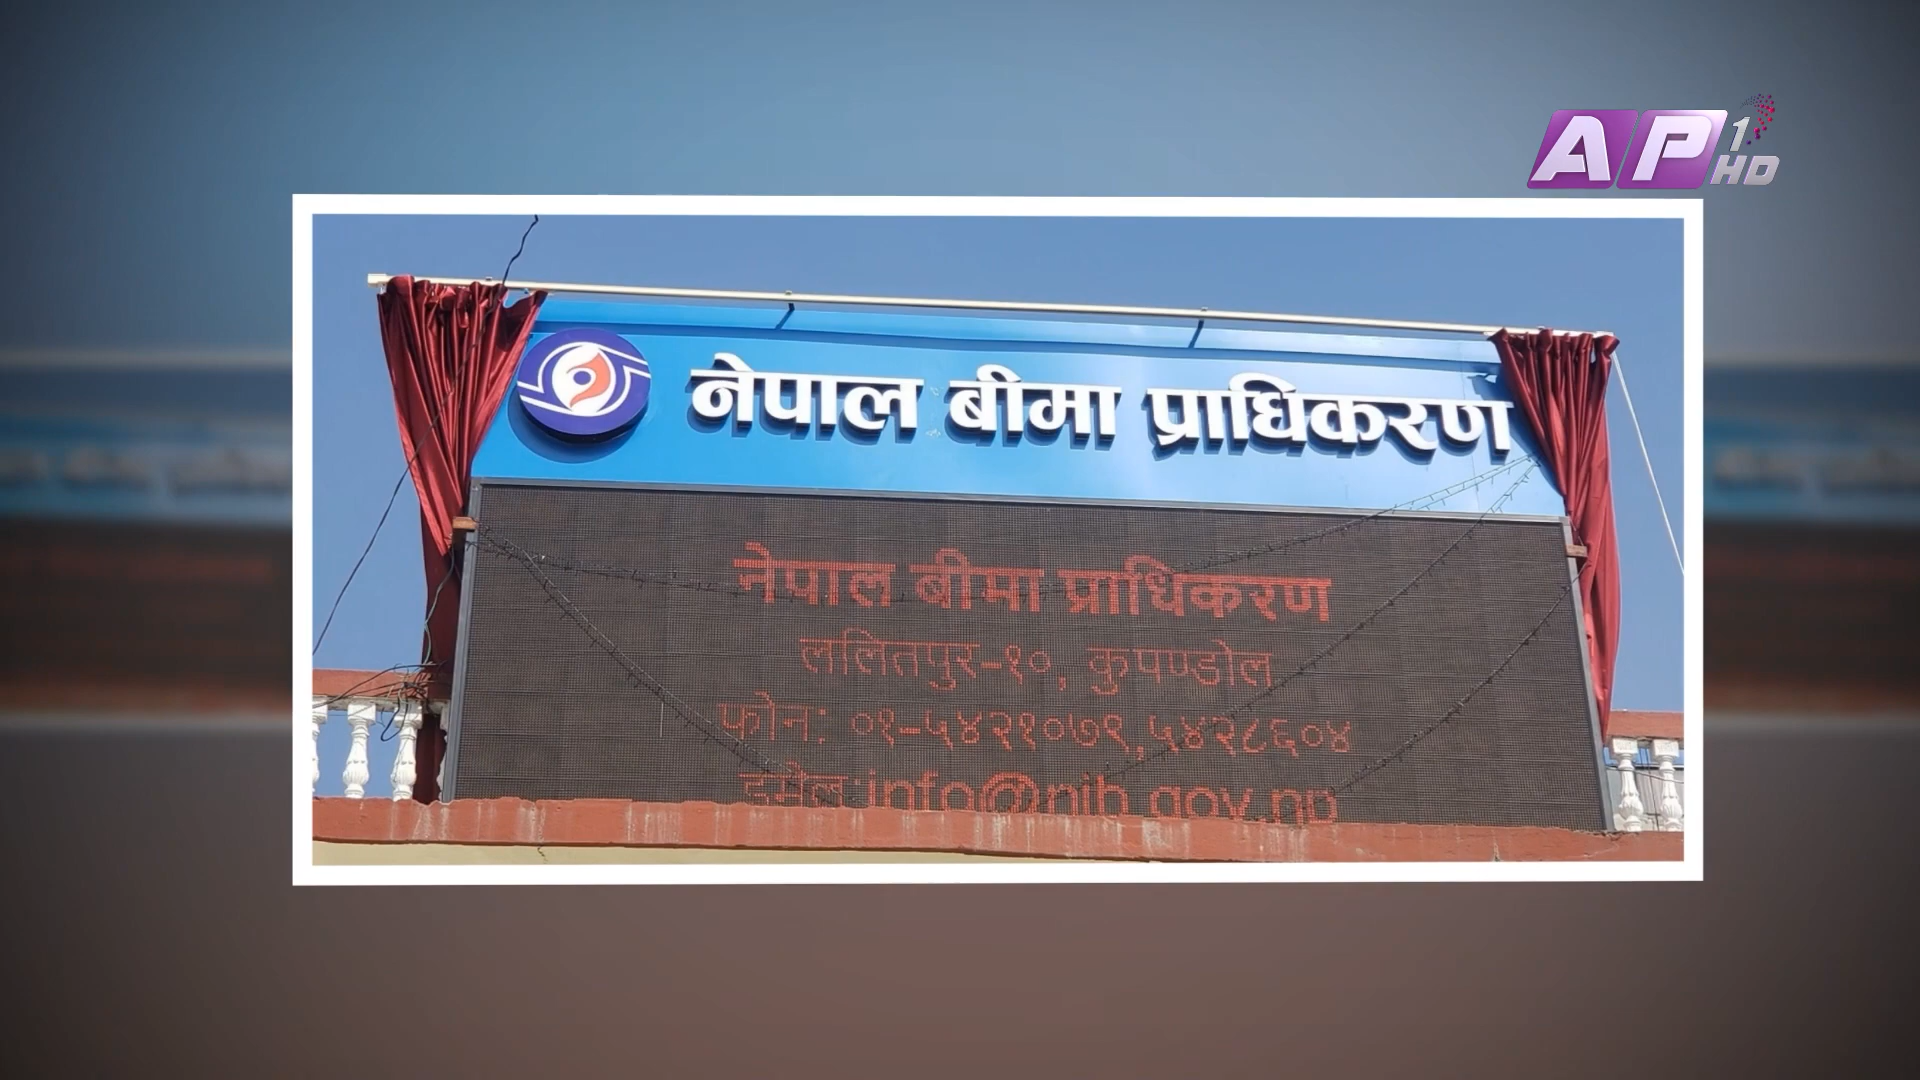 AP1 HD
नेपाल बीमा प्राधिकरण
नेपाल बीमा प्राधिकरण
ललितपुर-१०, कुपण्डोल
फोन: ०१-५४२१०७९,५४२८६०४
इमेल:info@nib.gov.np